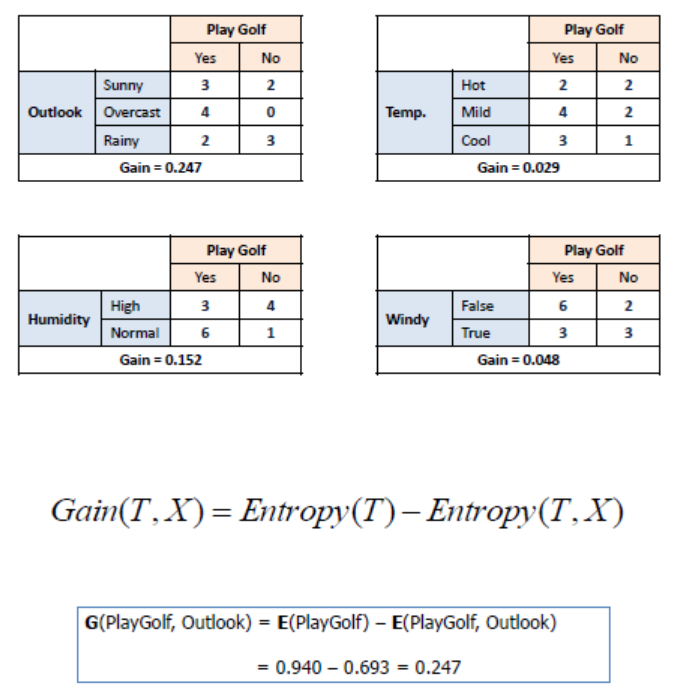 Play Golf
Yes No
Outlook Sunny 3 2
Overcast 4 0
Rainy 2 3
Gain = 0.247
Play Golf
Yes No
Temp. Hot 2 2
Mild 4 2
Cool 3 1
Gain = 0.029
Play Golf
Yes No
Humidity High 3 4
Normal 6 1
Gain = 0.152
Play Golf
Yes No
Windy False 6 2
True 3 3
Gain = 0.048
Gain(T, X) = Entropy(T) – Entropy(T, X)
G(PlayGolf, Outlook) = E(PlayGolf) – E(PlayGolf, Outlook)
= 0.940 – 0.693 = 0.247